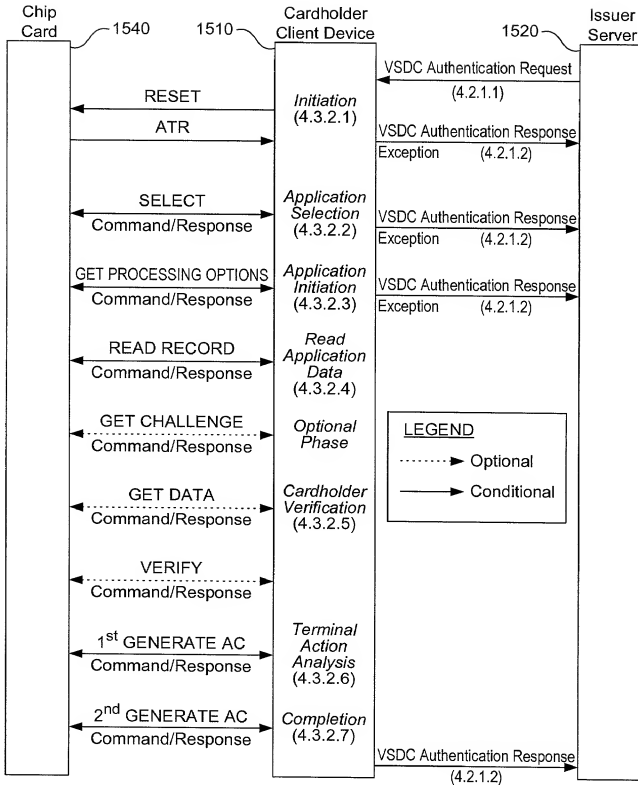 Chip
Card
1540
1510
Cardholder
Client Device
1520
Issuer
Server
VSDC Authentication Request
(4.2.1.1)
RESET
Initiation
(4.3.2.1)
ATR
VSDC Authentication Response
Exception (4.2.1.2)
SELECT
Command/Response
Application
Selection
(4.3.2.2)
VSDC Authentication Response
Exception (4.2.1.2)
GET PROCESSING OPTIONS
Command/Response
Application
Initiation
(4.3.2.3)
VSDC Authentication Response
Exception (4.2.1.2)
READ RECORD
Command/Response
Read
Application
Data
(4.3.2.4)
GET CHALLENGE
Command/Response
Optional
Phase
LEGEND
Optional
Conditional
GET DATA
Command/Response
Cardholder
Verification
(4.3.2.5)
VERIFY
Command/Response
1st GENERATE AC
Command/Response
Terminal
Action
Analysis
(4.3.2.6)
2nd GENERATE AC
Command/Response
Completion
(4.3.2.7)
VSDC Authentication Response
(4.2.1.2)